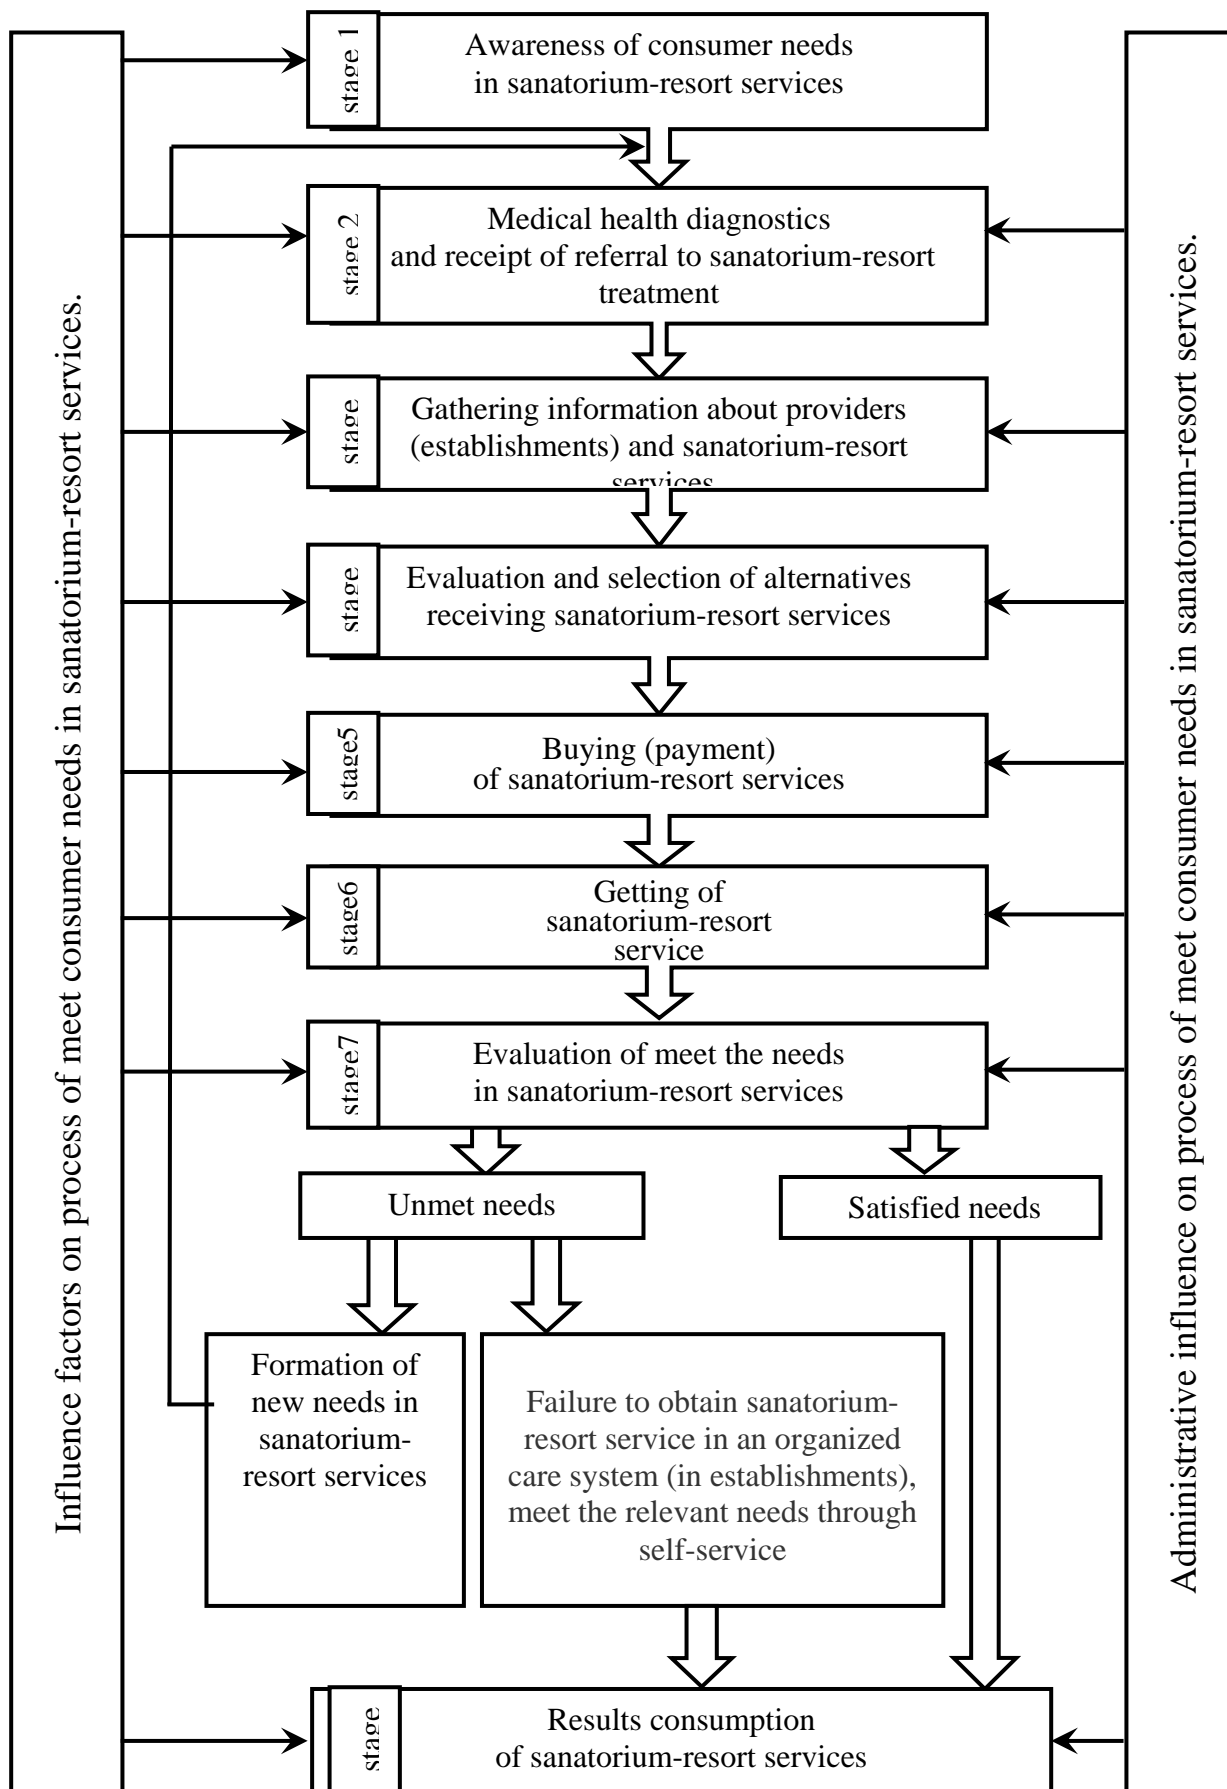 Influence factors on process of meet consumer needs in sanatorium-resort services.
Administrative influence on process of meet consumer needs in sanatorium-resort services.
stage 1
Awareness of consumer needs
in sanatorium-resort services
stage 2
Medical health diagnostics
and receipt of referral to sanatorium-resort
treatment
stage
Gathering information about providers
(establishments) and sanatorium-resort
services
stage
Evaluation and selection of alternatives
receiving sanatorium-resort services
stage5
Buying (payment)
of sanatorium-resort services
stage6
Getting of
sanatorium-resort
service
stage7
Evaluation of meet the needs
in sanatorium-resort services
Unmet needs
Satisfied needs
Formation of
new needs in
sanatorium-
resort services
Failure to obtain sanatorium-
resort service in an organized
care system (in establishments),
meet the relevant needs through
self-service
stage
Results consumption
of sanatorium-resort services